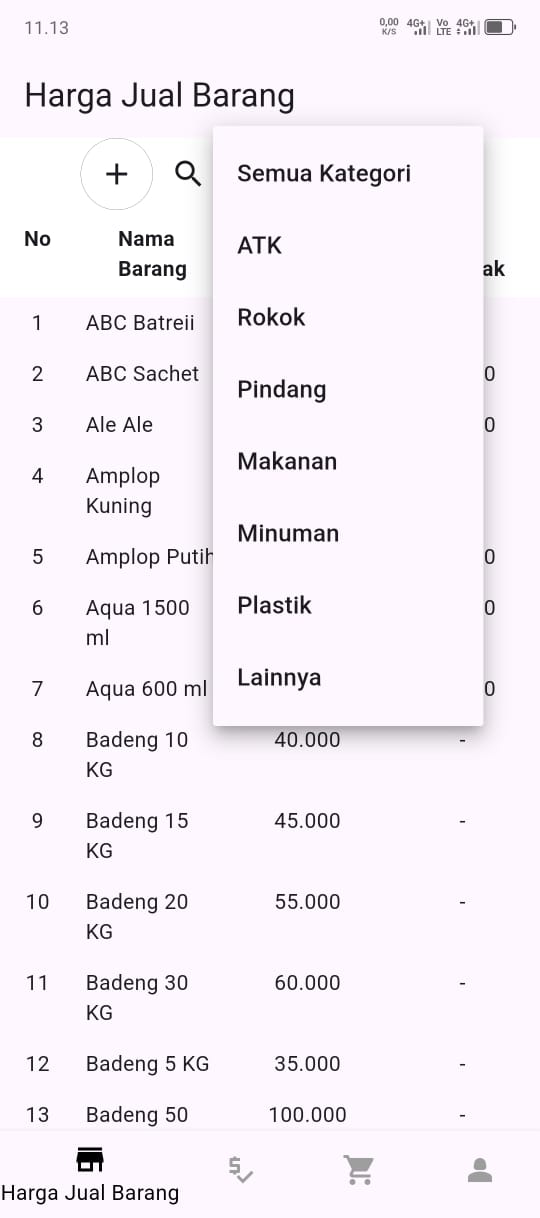 11.13
0,00 K/S 4G+ Vo LTE 4G+
Harga Jual Barang
+
Semua Kategori
ATK
Rokok
Pindang
Makanan
Minuman
Plastik
Lainnya
No Nama ak
Barang
1 ABC Batreii
2 ABC Sachet 0
3 Ale Ale 0
4 Amplop
Kuning
5 Amplop Putih 0
6 Aqua 1500 0
ml
7 Aqua 600 ml 0
8 Badeng 10 40.000 -
KG
9 Badeng 15 45.000 -
KG
10 Badeng 20 55.000 -
KG
11 Badeng 30 60.000 -
KG
12 Badeng 5 KG 35.000 -
13 Badeng 50 100.000 -
Harga Jual Barang